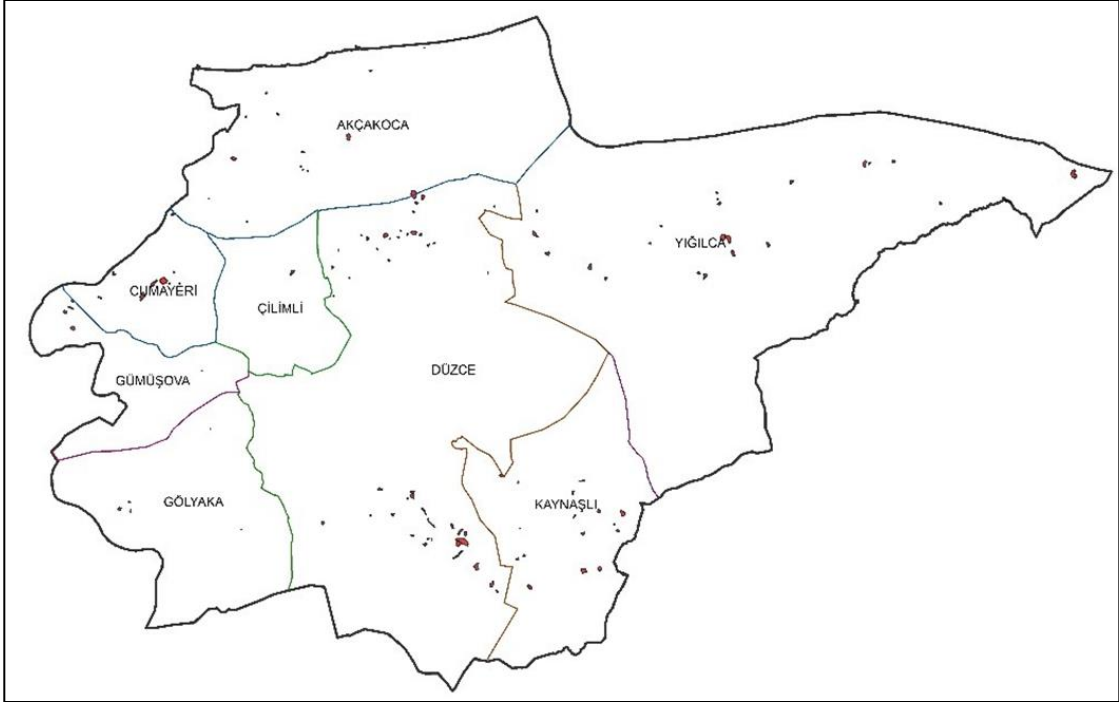 AKÇAKOCA
YIĞILCA
CUMAYERİ
ÇİLİMLİ
DÜZCE
GÜMÜŞOVA
GÖLYAKA
KAYNAŞLI